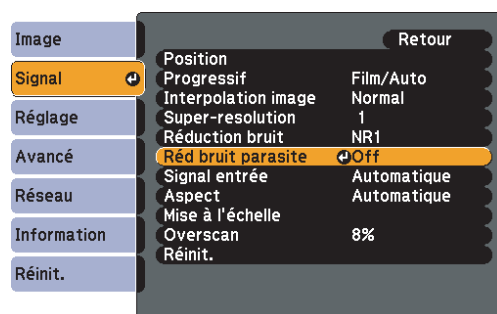 Image
Signal
Réglage
Avancé
Réseau
Information
Réinit.
Retour
Position
Progressif Film/Auto
Interpolation image Normal
Super-resolution 1
Réduction bruit NR1
Réd bruit parasite Off
Signal entrée Automatique
Aspect Automatique
Mise à l'échelle
Overscan 8%
Réinit.